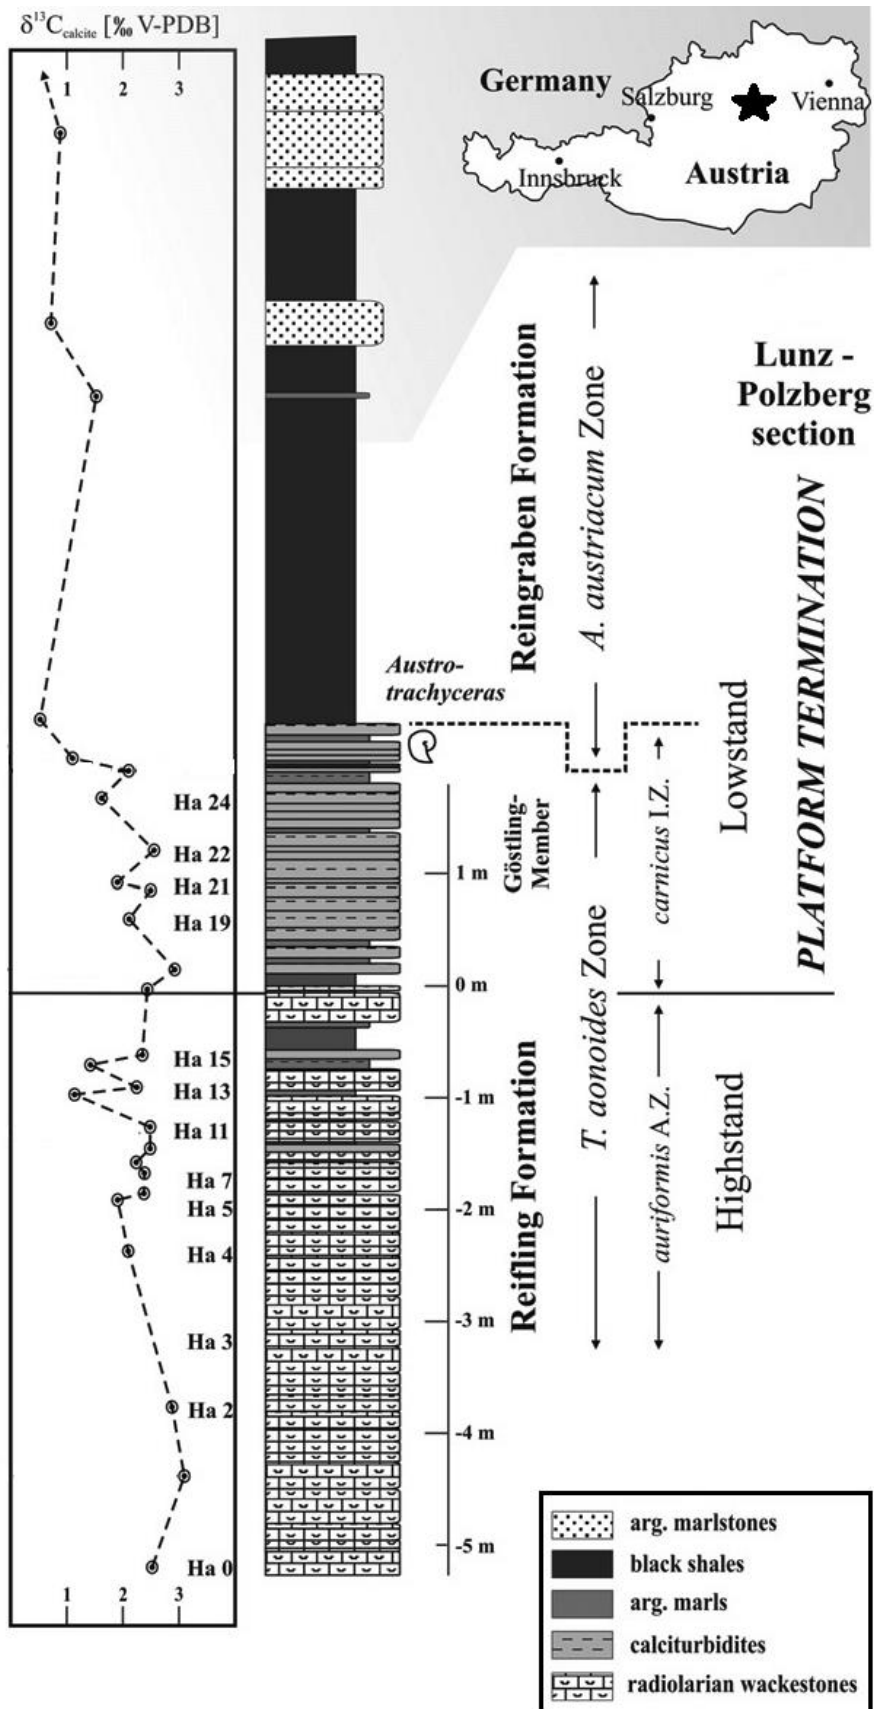 δ¹³Ccalcite [‰ V-PDB]
1 2 3
Germany
Salzburg
Vienna
Innsbruck
Austria
Lunz -
Polzberg
section
Reingraben Formation
A. austriacum Zone
PLATFORM TERMINATION
Austro-
trachyceras
Lowstand
carnicus I.Z.
Göstling-
Member
Ha 24
Ha 22
Ha 21
Ha 19
1 m
0 m
T. aonoides Zone
Ha 15
Ha 13
Ha 11
Ha 7
Ha 5
Ha 4
Ha 3
Ha 2
Ha 0
-1 m
-2 m
-3 m
-4 m
-5 m
Reifling Formation
auriformis A.Z.
Highstand
1 2 3
arg. marlstones
black shales
arg. marls
calciturbidites
radiolarian wackestones